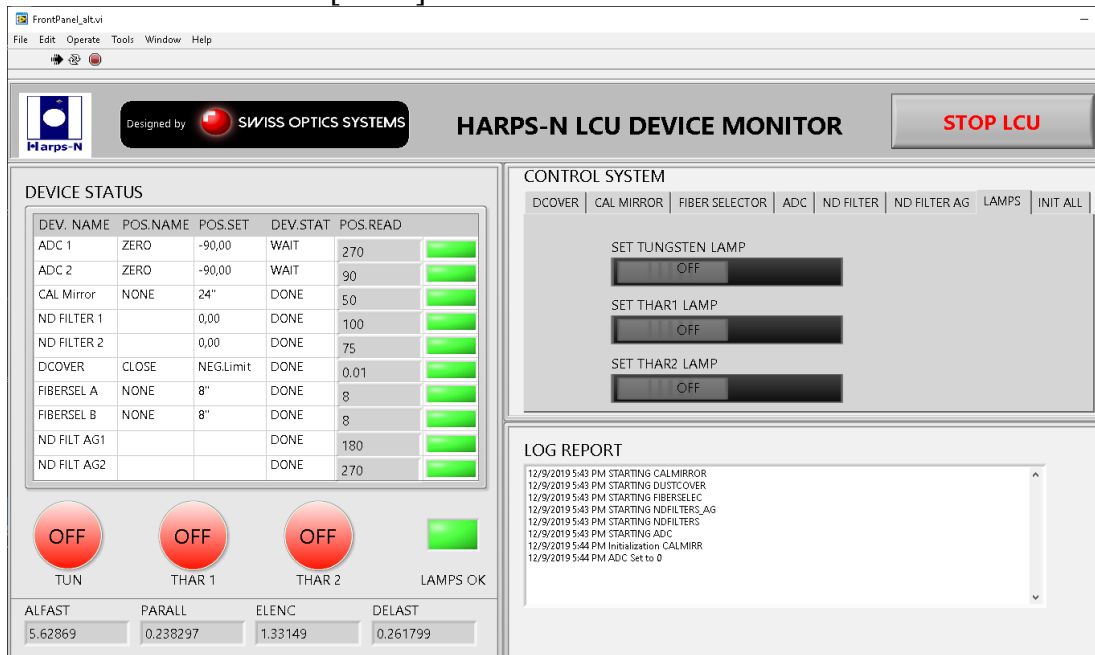 FrontPanel_alt.vi
File Edit Operate Tools Window Help
Harps-N
Designed by SWISS OPTICS SYSTEMS
HARPS-N LCU DEVICE MONITOR
STOP LCU
DEVICE STATUS
DEV. NAME POS.NAME POS.SET DEV.STAT POS.READ
ADC 1 ZERO -90,00 WAIT 270
ADC 2 ZERO -90,00 WAIT 90
CAL Mirror NONE 24" DONE 50
ND FILTER 1 0,00 DONE 100
ND FILTER 2 0,00 DONE 75
DCOVER CLOSE NEG.Limit DONE 0.01
FIBERSEL A NONE 8" DONE 8
FIBERSEL B NONE 8" DONE 8
ND FILT AG1 DONE 180
ND FILT AG2 DONE 270
OFF OFF OFF
TUN THAR 1 THAR 2 LAMPS OK
ALFAST PARALL ELENC DELAST
5.62869 0.238297 1.33149 0.261799
CONTROL SYSTEM
DCOVER CAL MIRROR FIBER SELECTOR ADC ND FILTER ND FILTER AG LAMPS INIT ALL
SET TUNGSTEN LAMP
OFF
SET THAR1 LAMP
OFF
SET THAR2 LAMP
OFF
LOG REPORT
12/9/2019 5:43 PM STARTING CALMIRROR
12/9/2019 5:43 PM STARTING DUSTCOVER
12/9/2019 5:43 PM STARTING FIBERSELEC
12/9/2019 5:43 PM STARTING NDFILTERS_AG
12/9/2019 5:43 PM STARTING NDFILTERS
12/9/2019 5:43 PM STARTING ADC
12/9/2019 5:44 PM Initialization CALMIRR
12/9/2019 5:44 PM ADC Set to 0